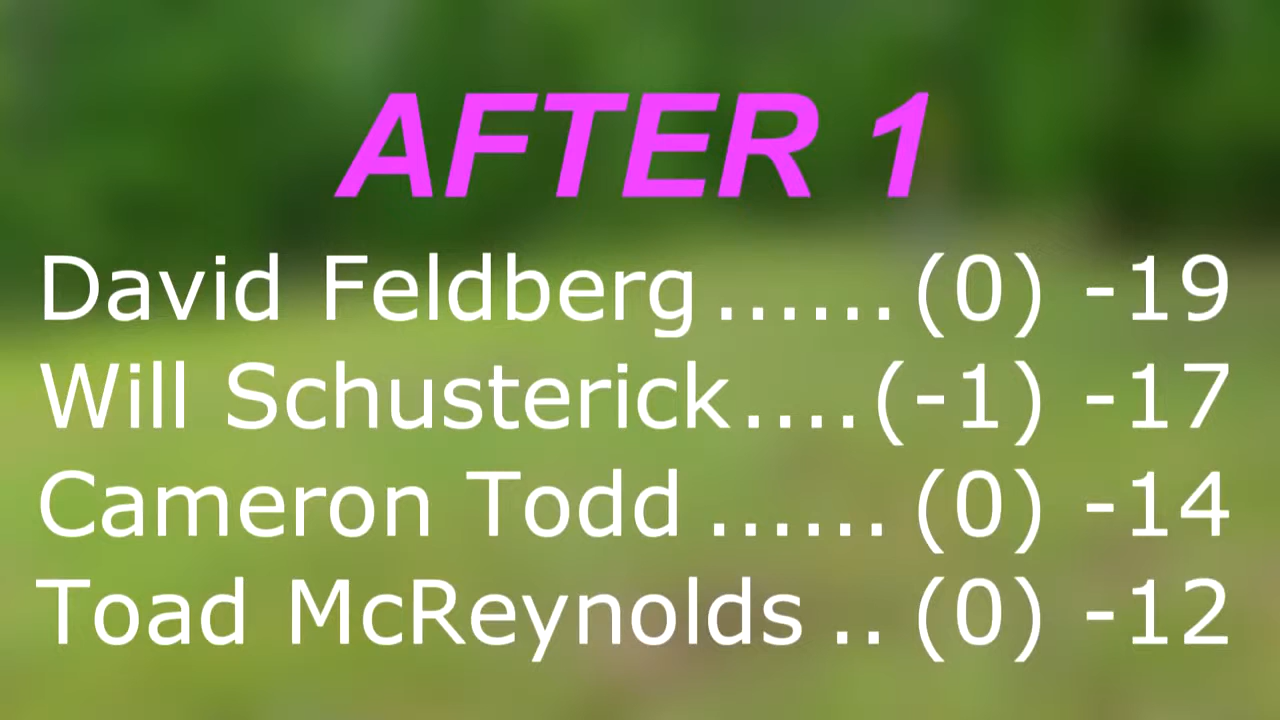 AFTER 1
David Feldberg ...... (0) -19
Will Schusterick.... (-1) -17
Cameron Todd ...... (0) -14
Toad McReynolds .. (0) -12